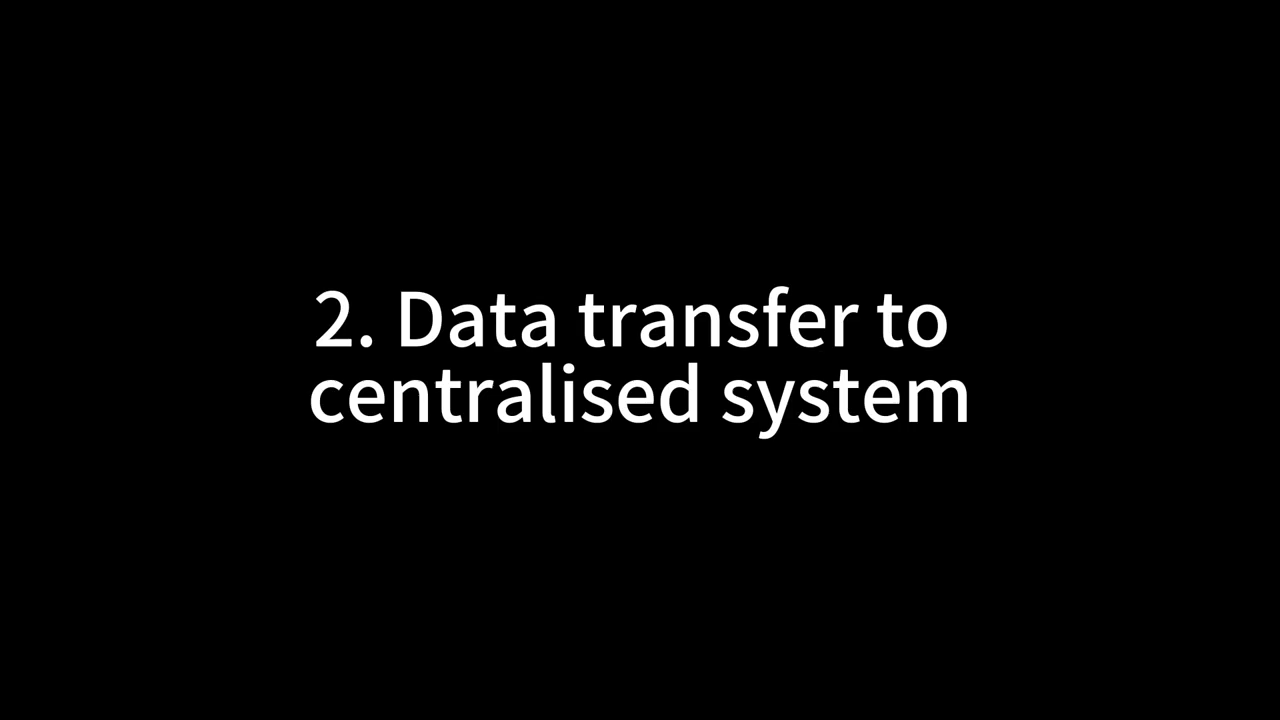 2. Data transfer to
centralised system